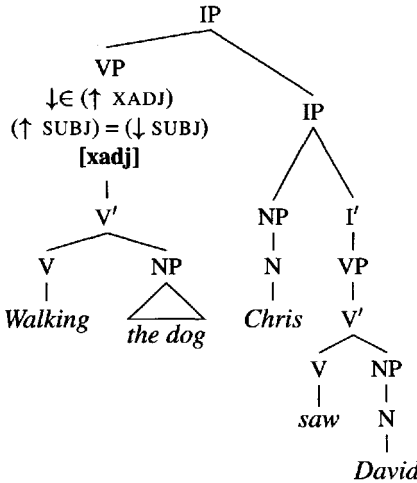 IP
VP
↓∈ (↑ XADJ)
(↑ SUBJ) = (↓ SUBJ)
[xadj]
IP
V′
NP I′
V NP N VP
Walking the dog Chris V′
V NP
saw N
David